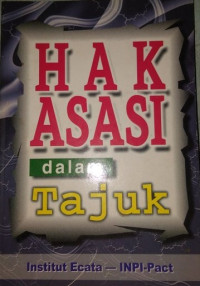 HAK
ASASI
dalam
Tajuk
Institut Ecata — INPI-Pact